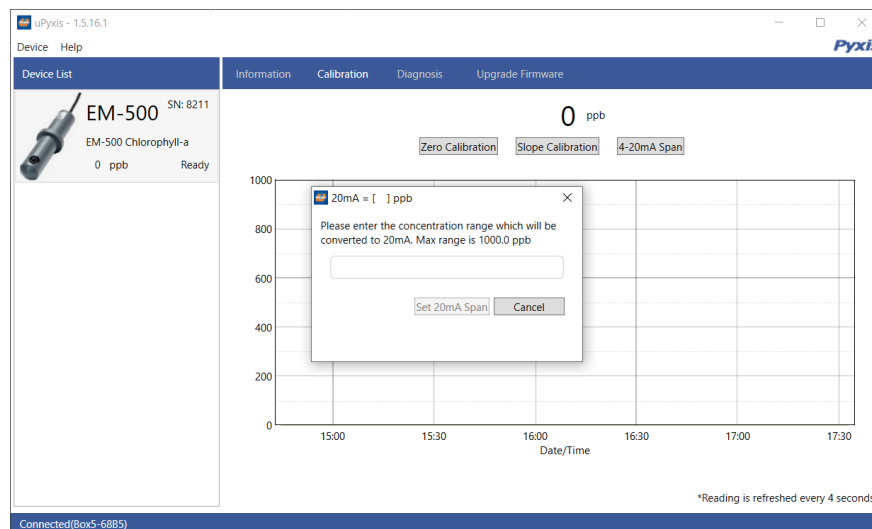 uPyxis - 1.5.16.1
Device Help
Pyxis
Device List
Information Calibration Diagnosis Upgrade Firmware
EM-500 SN: 8211
EM-500 Chlorophyll-a
0 ppb Ready
0 ppb
Zero Calibration Slope Calibration 4-20mA Span
20mA = [ ] ppb
Please enter the concentration range which will be
converted to 20mA. Max range is 1000.0 ppb
Set 20mA Span Cancel
1000
800
600
400
200
0
15:00 15:30 16:00 16:30 17:00 17:30
Date/Time
*Reading is refreshed every 4 seconds
Connected(Box5-68B5)